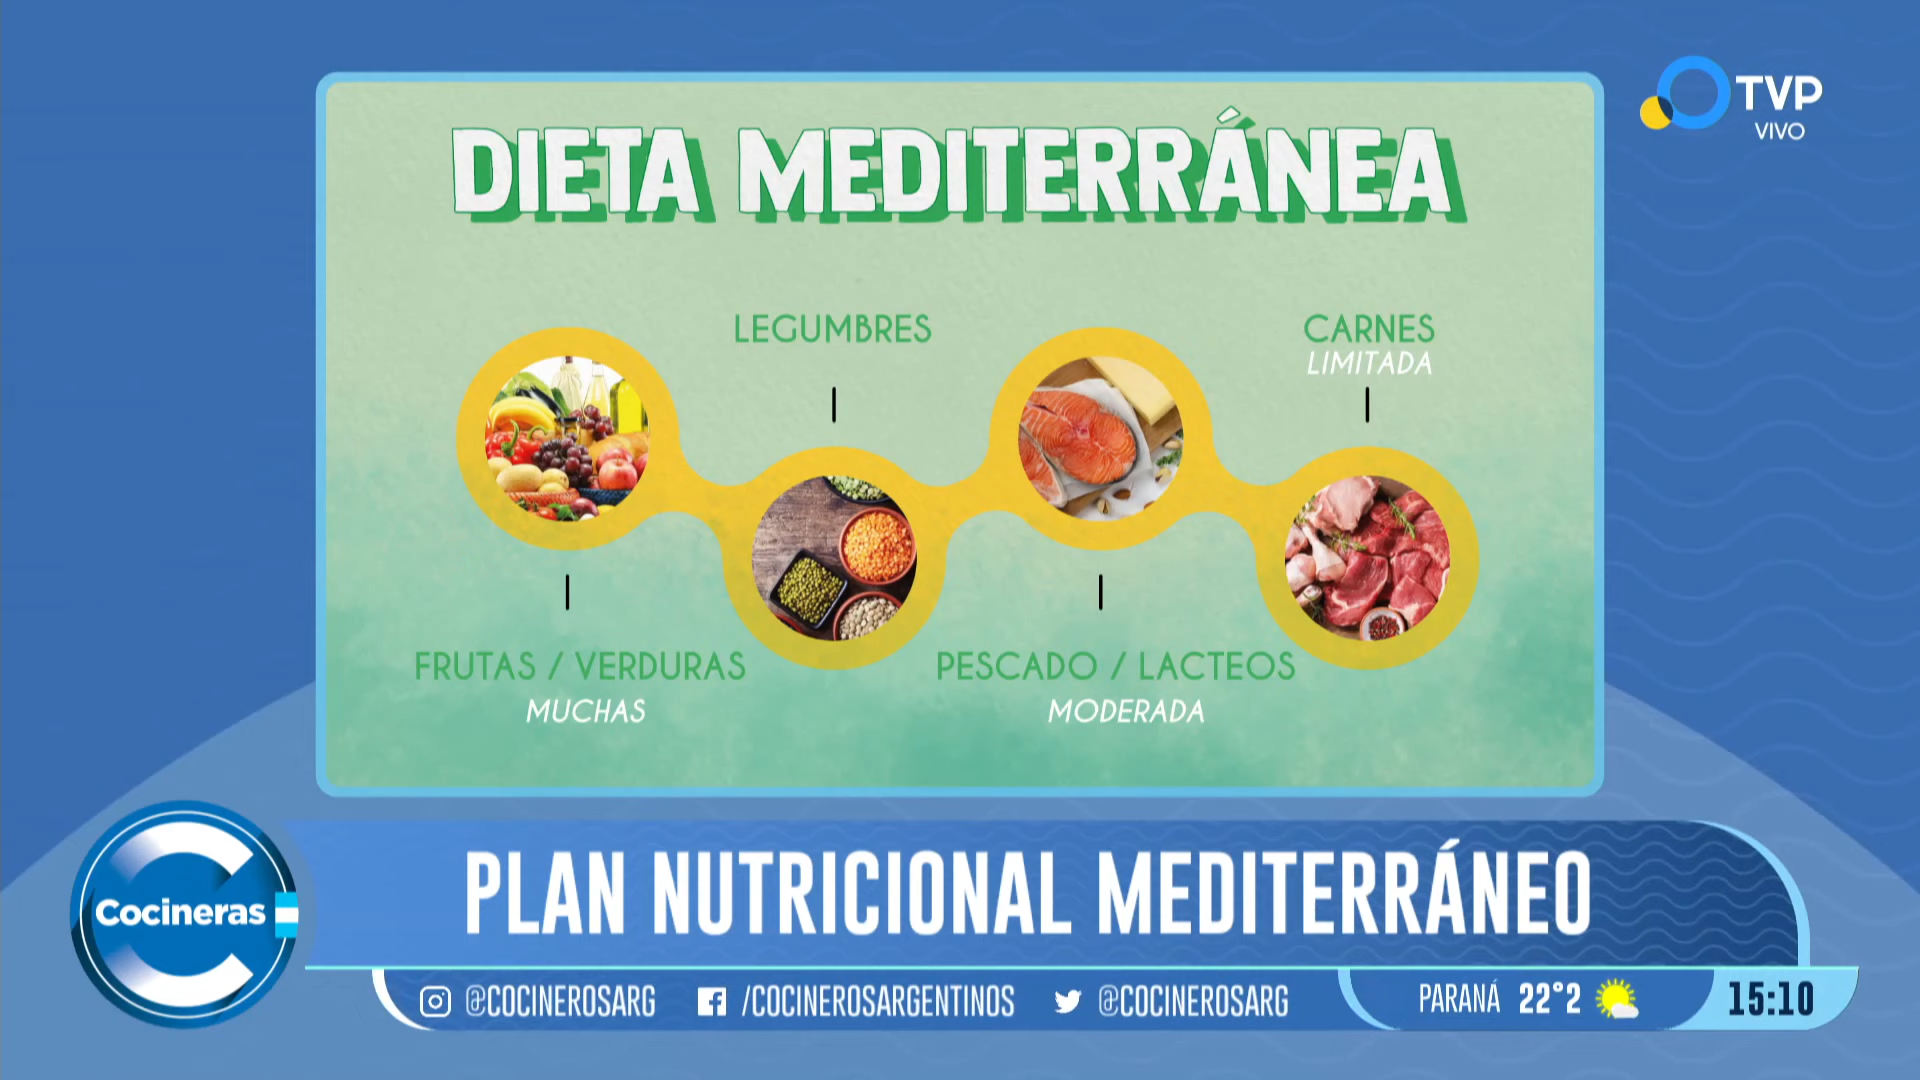 TVP
VIVO
DIETA MEDITERRÁNEA
LEGUMBRES
CARNES
LIMITADA
FRUTAS / VERDURAS
MUCHAS
PESCADO / LACTEOS
MODERADA
Cocineras
PLAN NUTRICIONAL MEDITERRÁNEO
@COCINEROSARG /COCINEROSARGENTINOS @COCINEROSARG PARANÁ 22°2 15:10